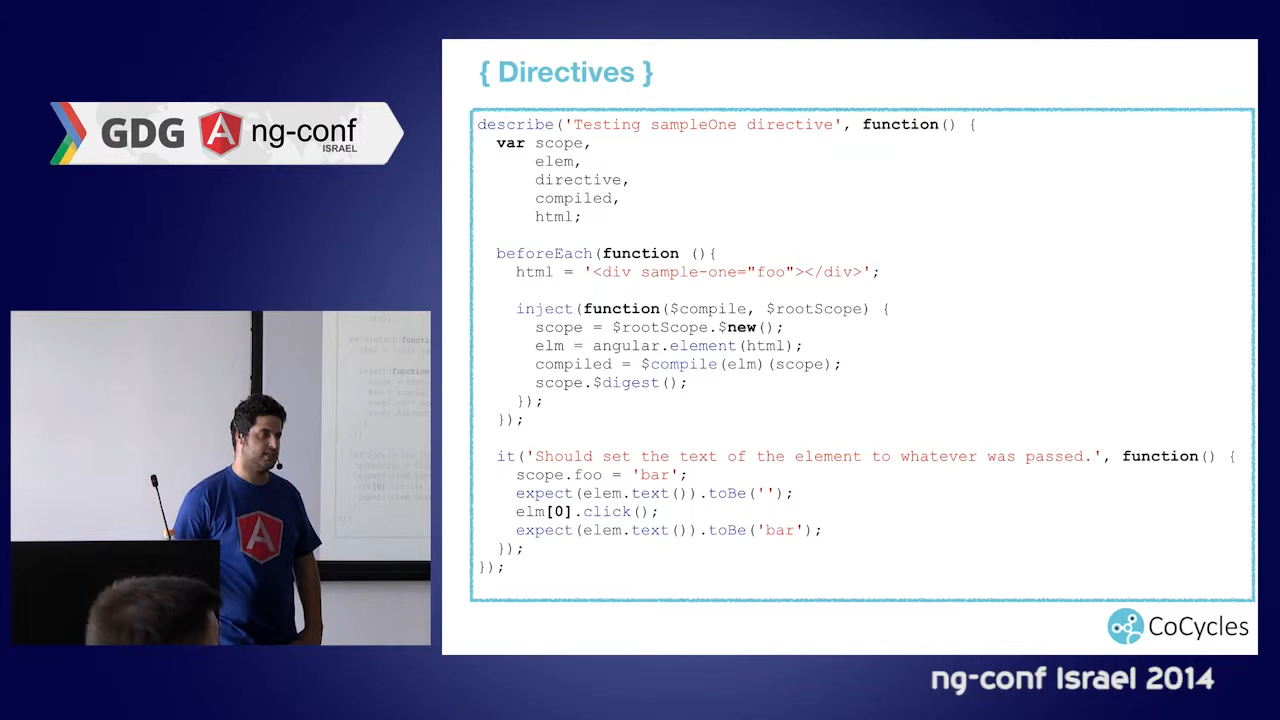 GDG ng-conf
ISRAEL
{ Directives }
describe('Testing sampleOne directive', function() {
var scope,
elem,
directive,
compiled,
html;
beforeEach(function (){
html = '<div sample-one="foo"></div>';
inject(function($compile, $rootScope) {
scope = $rootScope.$new();
elm = angular.element(html);
compiled = $compile(elm)(scope);
scope.$digest();
});
});
it('Should set the text of the element to whatever was passed.', function() {
scope.foo = 'bar';
expect(elem.text()).toBe('');
elm[0].click();
expect(elem.text()).toBe('bar');
});
});
CoCycles
ng-conf Israel 2014